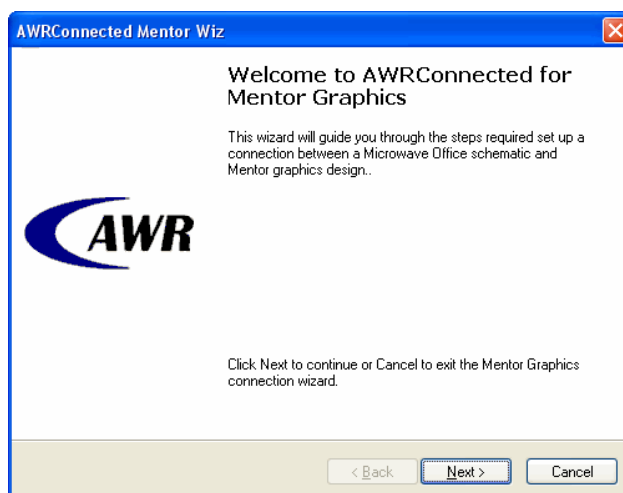 AWRConnected Mentor Wiz
Welcome to AWRConnected for
Mentor Graphics
This wizard will guide you through the steps required set up a
connection between a Microwave Office schematic and
Mentor graphics design..
AWR
Click Next to continue or Cancel to exit the Mentor Graphics
connection wizard.
< Back
Next >
Cancel